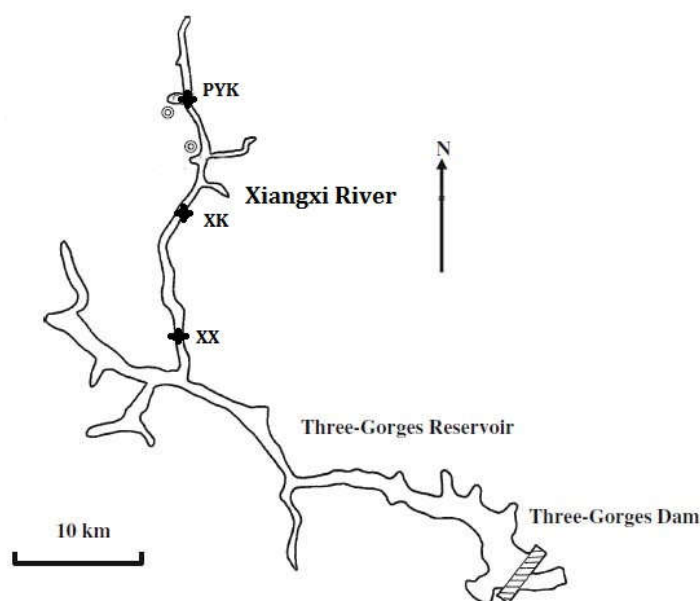 PYK
N
Xiangxi River
XK
XX
Three-Gorges Reservoir
Three-Gorges Dam
10 km